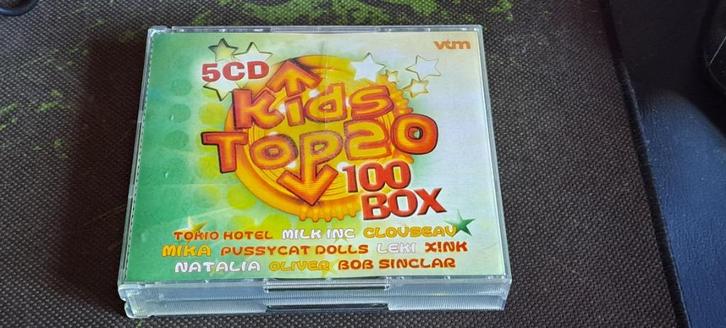 vtm
5CD
Kids
Top20
100
BOX
TOKIO HOTEL MILK INC CLOUSEAU
MIKA PUSSYCAT DOLLS LEKI X!NK
NATALIA OLIVER BOB SINCLAR